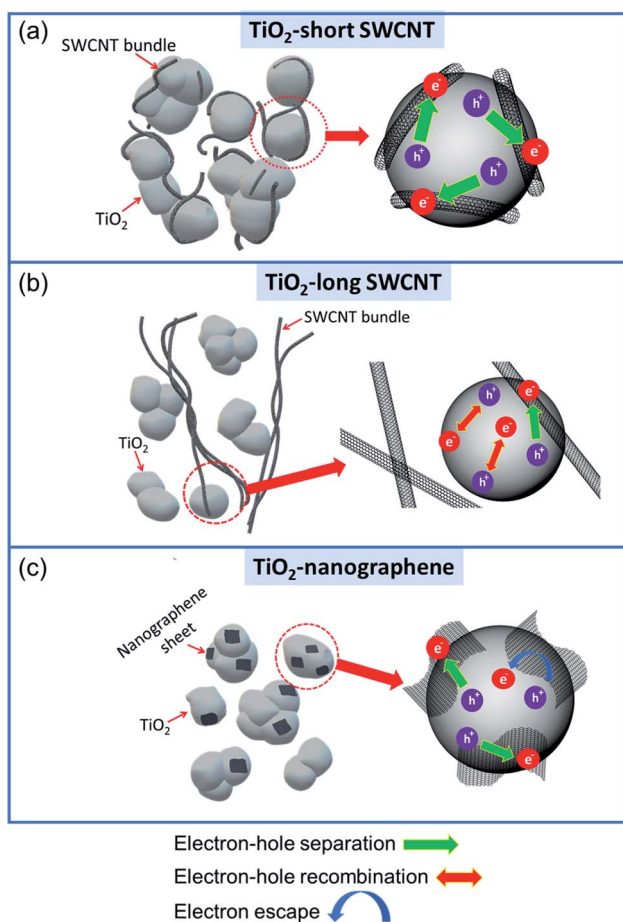 (a)
TiO₂-short SWCNT
SWCNT bundle
TiO₂
e⁻
h⁺
h⁺
e⁻
h⁺
e⁻
(b)
TiO₂-long SWCNT
SWCNT bundle
TiO₂
h⁺
e⁻
e⁻
e⁻
h⁺
h⁺
(c)
TiO₂-nanographene
Nanographene
sheet
TiO₂
e⁻
e⁻
h⁺
h⁺
h⁺
e⁻
Electron-hole separation
Electron-hole recombination
Electron escape